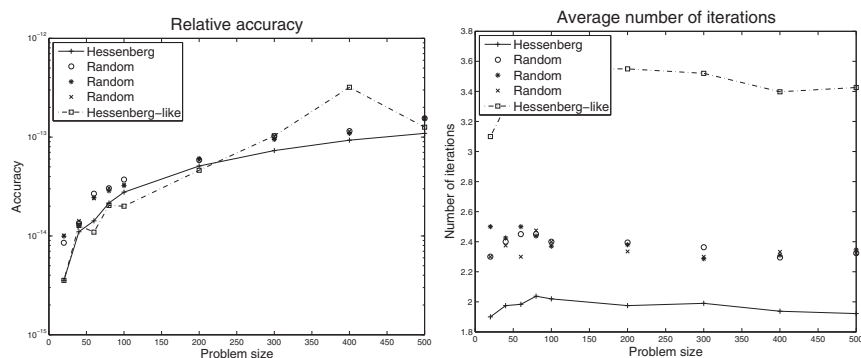 Relative accuracy
10^-12
10^-13
10^-14
10^-15
Accuracy
Hessenberg
Random
Random
Random
Hessenberg-like
0 50 100 150 200 250 300 350 400 450 500
Problem size
Average number of iterations
3.8
3.6
3.4
3.2
3
2.8
2.6
2.4
2.2
2
1.8
Number of iterations
Hessenberg
Random
Random
Random
Hessenberg-like
0 50 100 150 200 250 300 350 400 450 500
Problem size